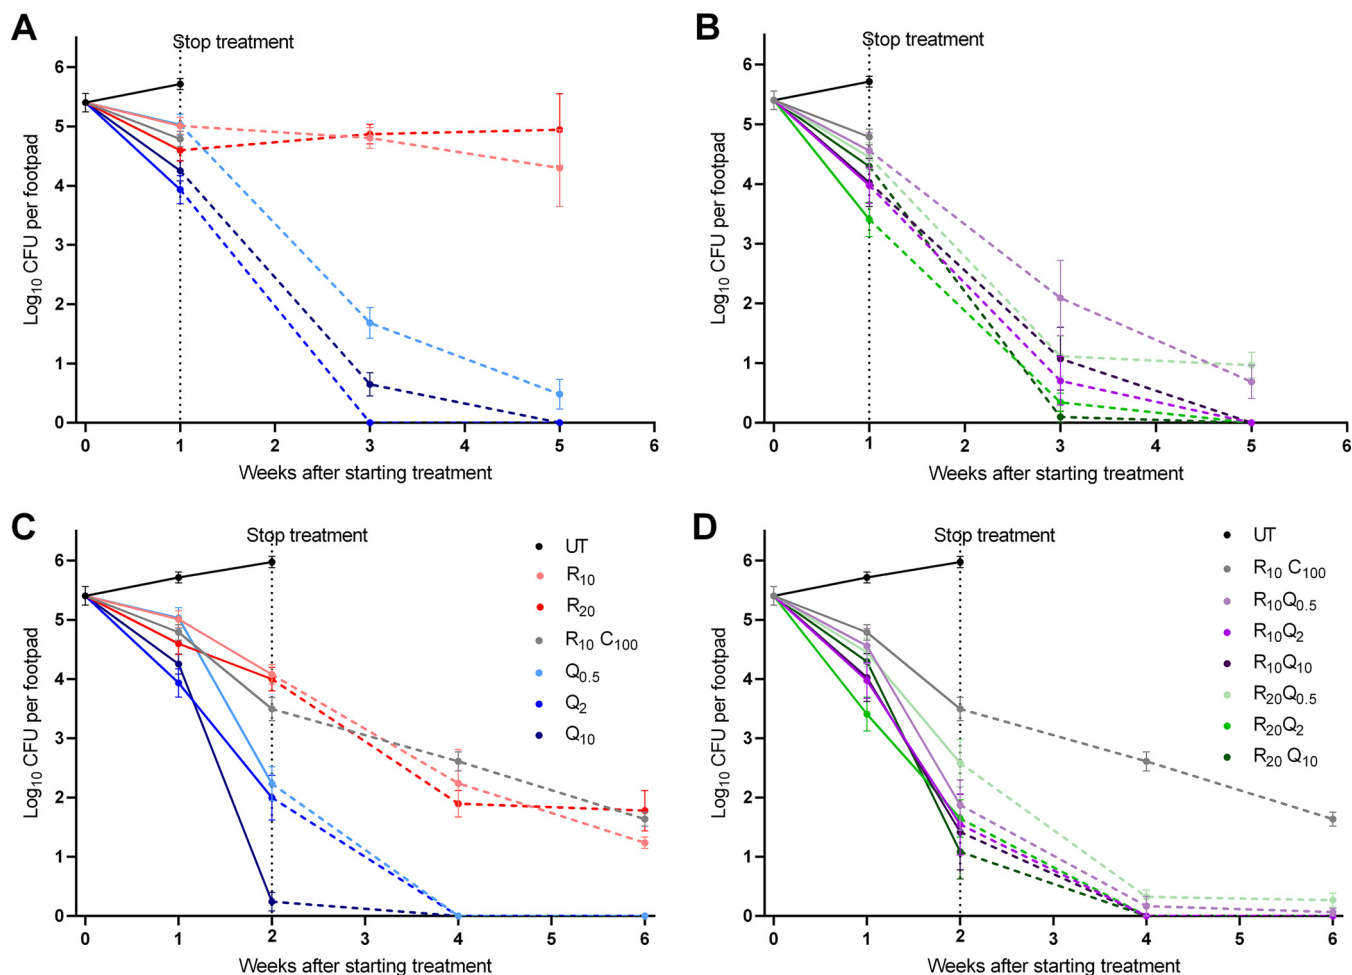 A
Stop treatment
6
5
4
3
2
1
0
Log10 CFU per footpad
0 1 2 3 4 5 6
Weeks after starting treatment
B
Stop treatment
6
5
4
3
2
1
0
Log10 CFU per footpad
0 1 2 3 4 5 6
Weeks after starting treatment
C
Stop treatment
6
5
4
3
2
1
0
Log10 CFU per footpad
UT
R10
R20
R10 C100
Q0.5
Q2
Q10
0 1 2 3 4 5 6
Weeks after starting treatment
D
Stop treatment
6
5
4
3
2
1
0
Log10 CFU per footpad
UT
R10 C100
R10Q0.5
R10Q2
R10Q10
R20Q0.5
R20Q2
R20 Q10
0 1 2 3 4 5 6
Weeks after starting treatment